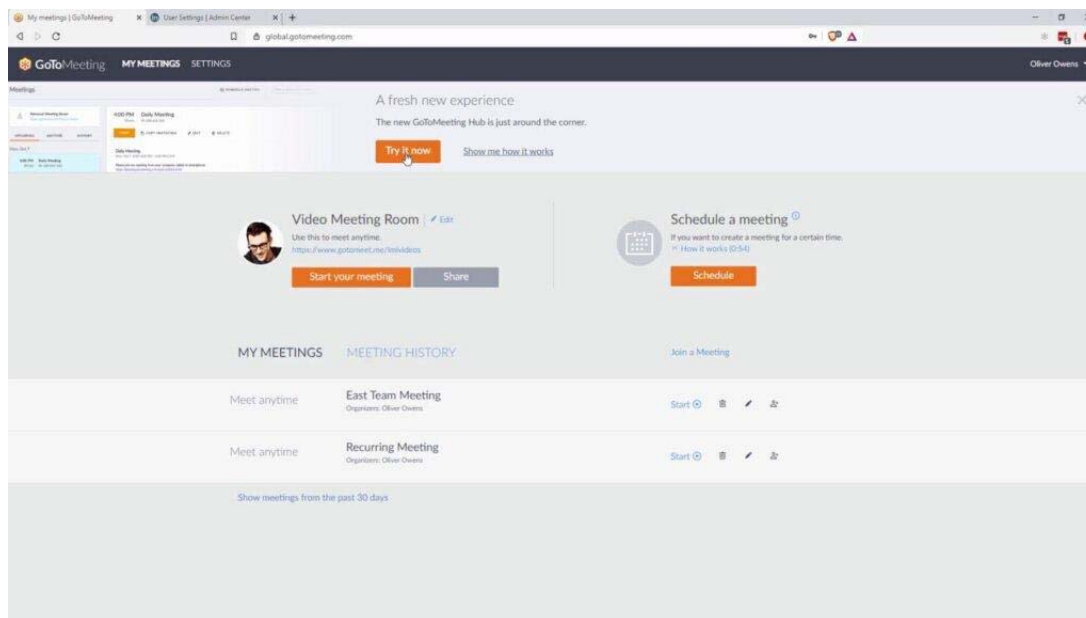 My meetings | GoToMeeting
User Settings | Admin Center
global.gotomeeting.com
GoToMeeting MY MEETINGS SETTINGS
Oliver Owens
Meetings
4:00 PM Daily Meeting
Daily Meeting
A fresh new experience
The new GoToMeeting Hub is just around the corner.
Try it now Show me how it works
Video Meeting Room Edit
Use this to meet anytime.
https://www.gotomeet.me/lmivideos
Start your meeting Share
Schedule a meeting
If you want to create a meeting for a certain time.
How it works (0:54)
Schedule
MY MEETINGS MEETING HISTORY Join a Meeting
Meet anytime East Team Meeting Start
Organizers: Oliver Owens
Meet anytime Recurring Meeting Start
Organizers: Oliver Owens
Show meetings from the past 30 days